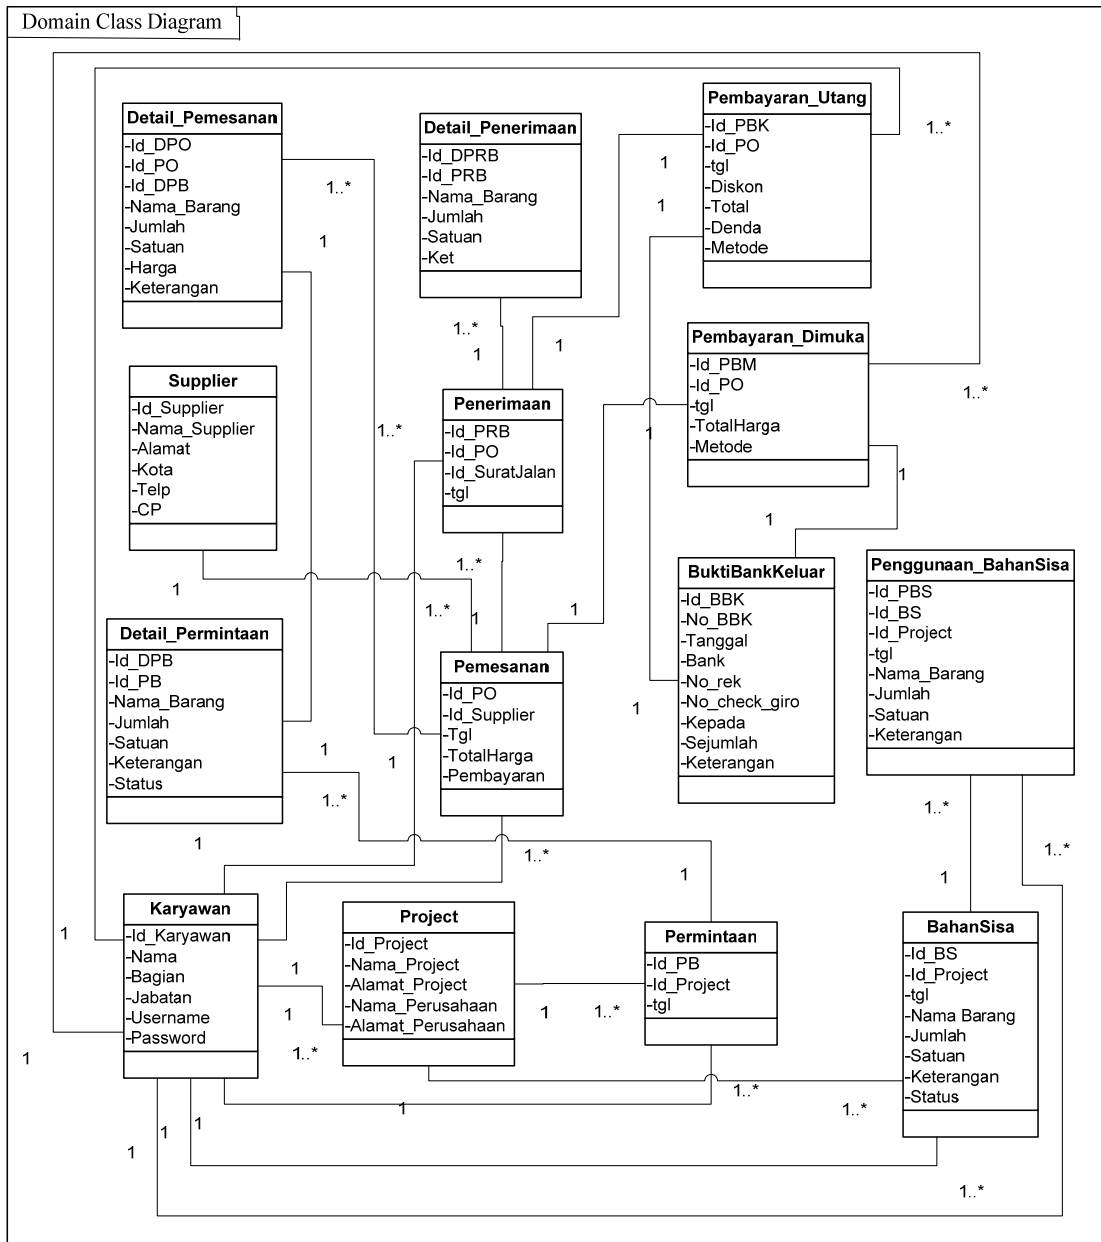 Domain Class Diagram
Detail_Pemesanan
-Id_DPO
-Id_PO
-Id_DPB
-Nama_Barang
-Jumlah
-Satuan
-Harga
-Keterangan
1..*
1
Detail_Penerimaan
-Id_DPRB
-Id_PRB
-Nama_Barang
-Jumlah
-Satuan
-Ket
1..*
1
1
Pembayaran_Utang
-Id_PBK
-Id_PO
-tgl
-Diskon
-Total
-Denda
-Metode
1..*
1
1
Supplier
-Id_Supplier
-Nama_Supplier
-Alamat
-Kota
-Telp
-CP
1
1..*
Penerimaan
-Id_PRB
-Id_PO
-Id_SuratJalan
-tgl
1..*
1..*
1
Pembayaran_Dimuka
-Id_PBM
-Id_PO
-tgl
-TotalHarga
-Metode
1..*
1
1
1
1
Detail_Permintaan
-Id_DPB
-Id_PB
-Nama_Barang
-Jumlah
-Satuan
-Keterangan
-Status
1
1..*
1
Pemesanan
-Id_PO
-Id_Supplier
-Tgl
-TotalHarga
-Pembayaran
1
1..*
BuktiBankKeluar
-Id_BBK
-No_BBK
-Tanggal
-Bank
-No_rek
-No_check_giro
-Kepada
-Sejumlah
-Keterangan
1
Penggunaan_BahanSisa
-Id_PBS
-Id_BS
-Id_Project
-tgl
-Nama_Barang
-Jumlah
-Satuan
-Keterangan
1..*
1..*
1
1
Karyawan
-Id_Karyawan
-Nama
-Bagian
-Jabatan
-Username
-Password
1
1
1
1
1..*
Project
-Id_Project
-Nama_Project
-Alamat_Project
-Nama_Perusahaan
-Alamat_Perusahaan
1
1..*
1
Permintaan
-Id_PB
-Id_Project
-tgl
1..*
1..*
BahanSisa
-Id_BS
-Id_Project
-tgl
-Nama Barang
-Jumlah
-Satuan
-Keterangan
-Status
1
1
1
1
1..*